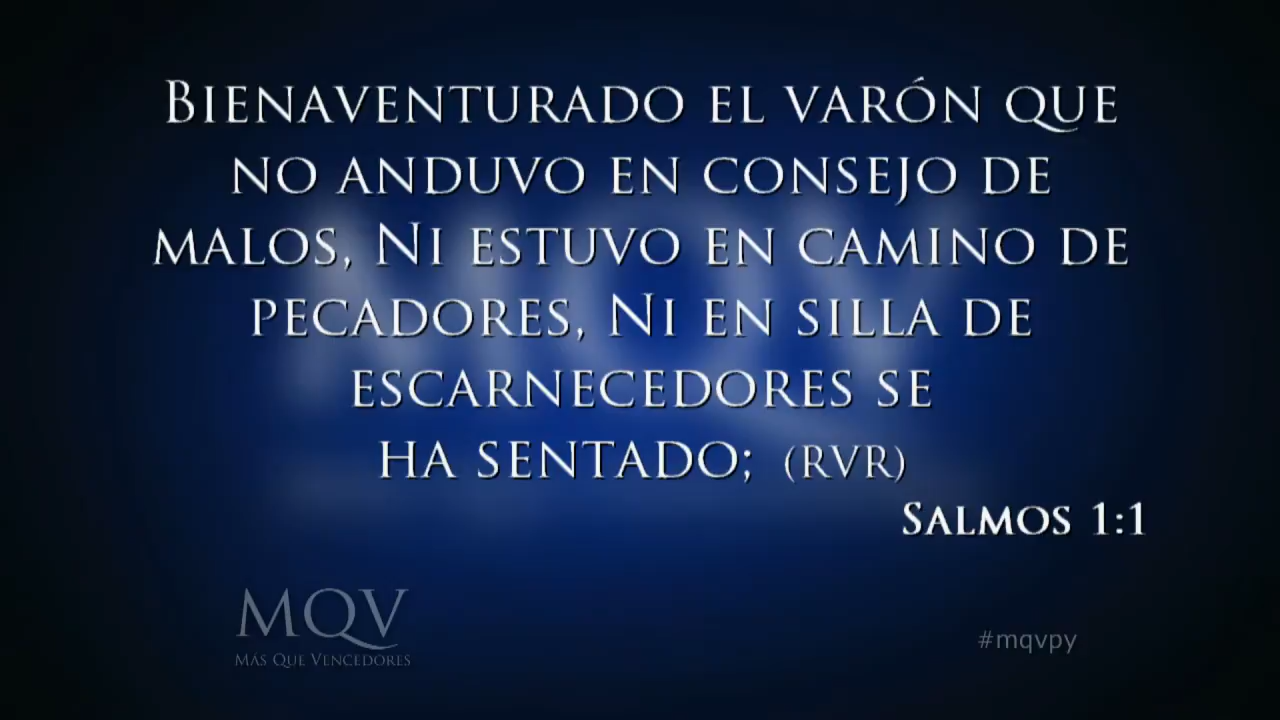 Bienaventurado el varón que
no anduvo en consejo de
malos, Ni estuvo en camino de
pecadores, Ni en silla de
escarnecedores se
ha sentado; (RVR)
Salmos 1:1
MQV
Más Que Vencedores
#mqvpy